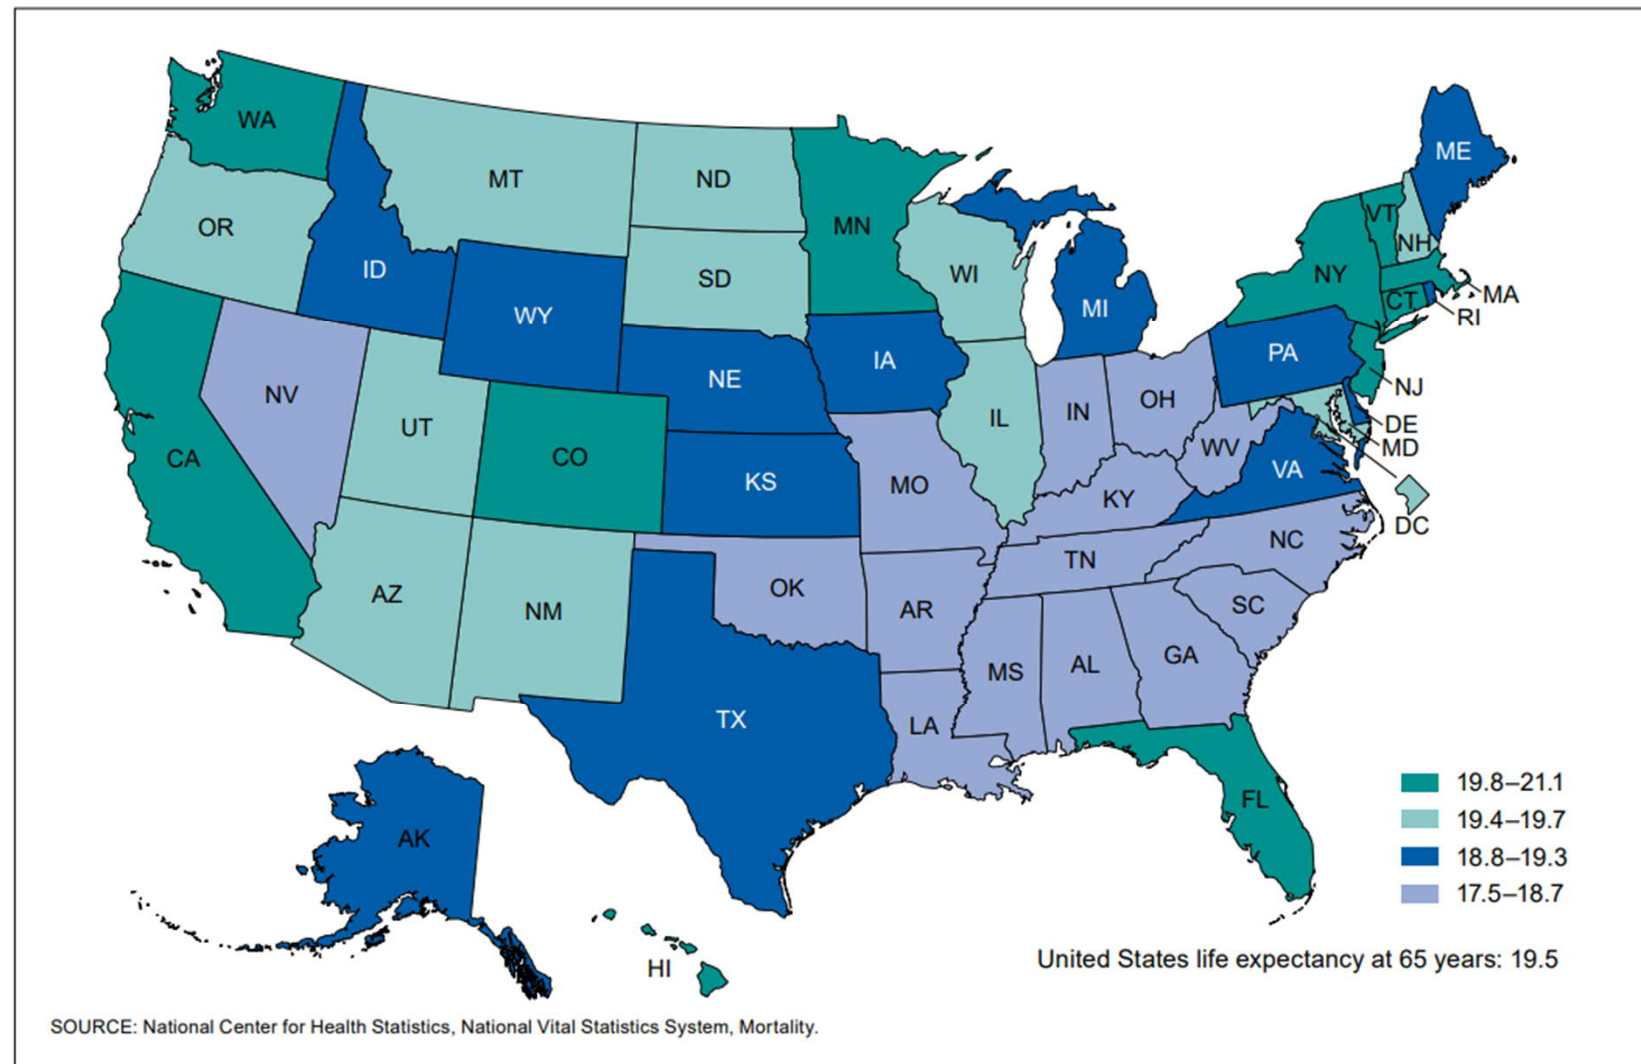 WA
ME
MT
ND
VT
MN
OR
NH
ID
WI
NY
SD
MA
CT
WY
MI
RI
PA
IA
NE
NJ
NV
OH
IN
IL
UT
DE
MD
CO
WV
CA
VA
KS
MO
KY
DC
NC
TN
OK
AZ
SC
AR
NM
GA
MS
AL
TX
LA
FL
AK
HI
19.8–21.1
19.4–19.7
18.8–19.3
17.5–18.7
United States life expectancy at 65 years: 19.5
SOURCE: National Center for Health Statistics, National Vital Statistics System, Mortality.